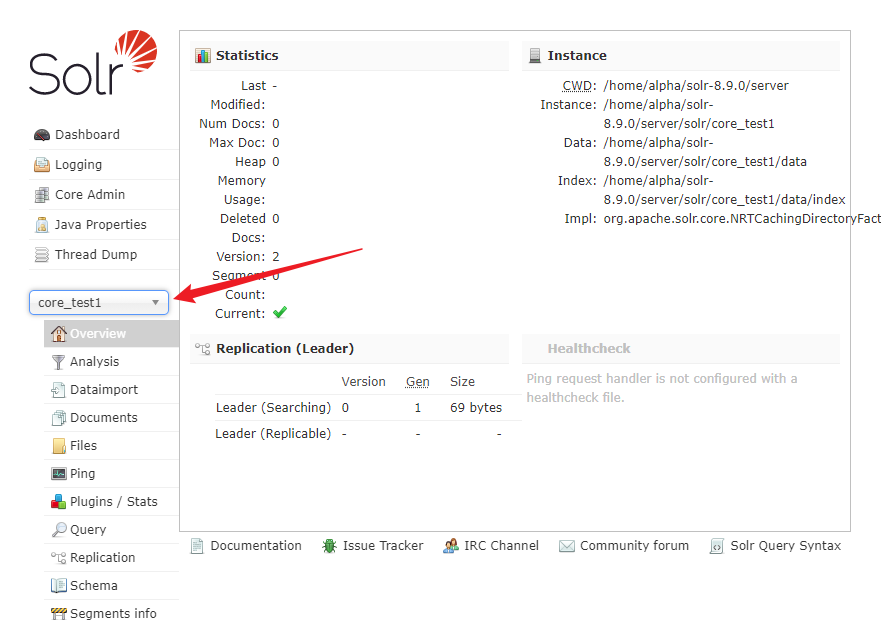 Solr
Dashboard
Logging
Core Admin
Java Properties
Thread Dump
core_test1
Overview
Analysis
Dataimport
Documents
Files
Ping
Plugins / Stats
Query
Replication
Schema
Segments info
Statistics
Last -
Modified:
Num Docs: 0
Max Doc: 0
Heap 0
Memory
Usage:
Deleted 0
Docs:
Version: 2
Segment 0
Count:
Current:
Instance
CWD: /home/alpha/solr-8.9.0/server
Instance: /home/alpha/solr-
8.9.0/server/solr/core_test1
Data: /home/alpha/solr-
8.9.0/server/solr/core_test1/data
Index: /home/alpha/solr-
8.9.0/server/solr/core_test1/data/index
Impl: org.apache.solr.core.NRTCachingDirectoryFact
Replication (Leader)
Version Gen Size
Leader (Searching) 0 1 69 bytes
Leader (Replicable) - - -
Healthcheck
Ping request handler is not configured with a
healthcheck file.
Documentation Issue Tracker IRC Channel Community forum Solr Query Syntax